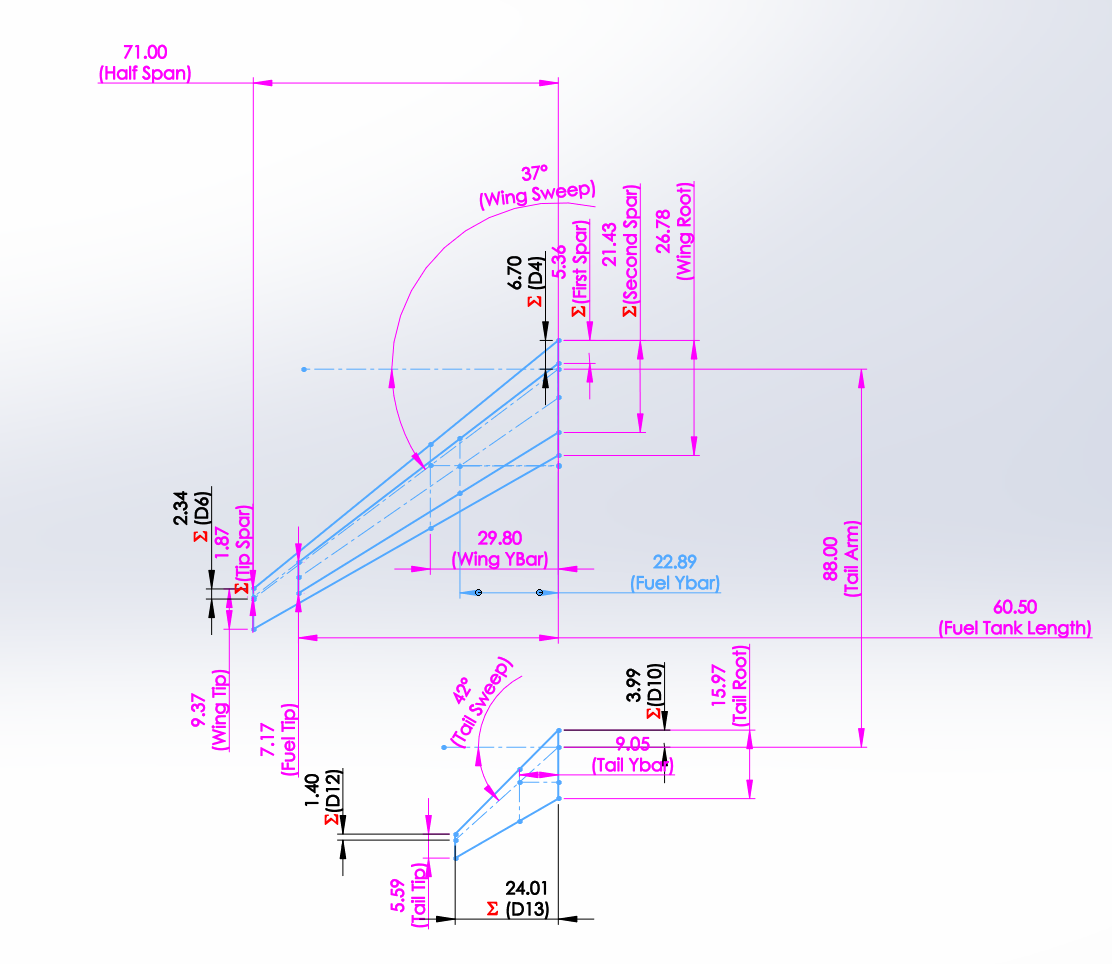 71.00
(Half Span)
37°
(Wing Sweep)
6.70
Σ (D4)
5.36
Σ(First Spar)
21.43
Σ(Second Spar)
26.78
(Wing Root)
2.34
Σ (D6)
1.87
Σ(Tip Spar)
29.80
(Wing YBar)
22.89
(Fuel Ybar)
88.00
(Tail Arm)
60.50
(Fuel Tank Length)
9.37
(Wing Tip)
7.17
(Fuel Tip)
42°
(Tail Sweep)
3.99
Σ(D10)
15.97
(Tail Root)
9.05
(Tail Ybar)
1.40
Σ(D12)
5.59
(Tail Tip)
24.01
Σ (D13)